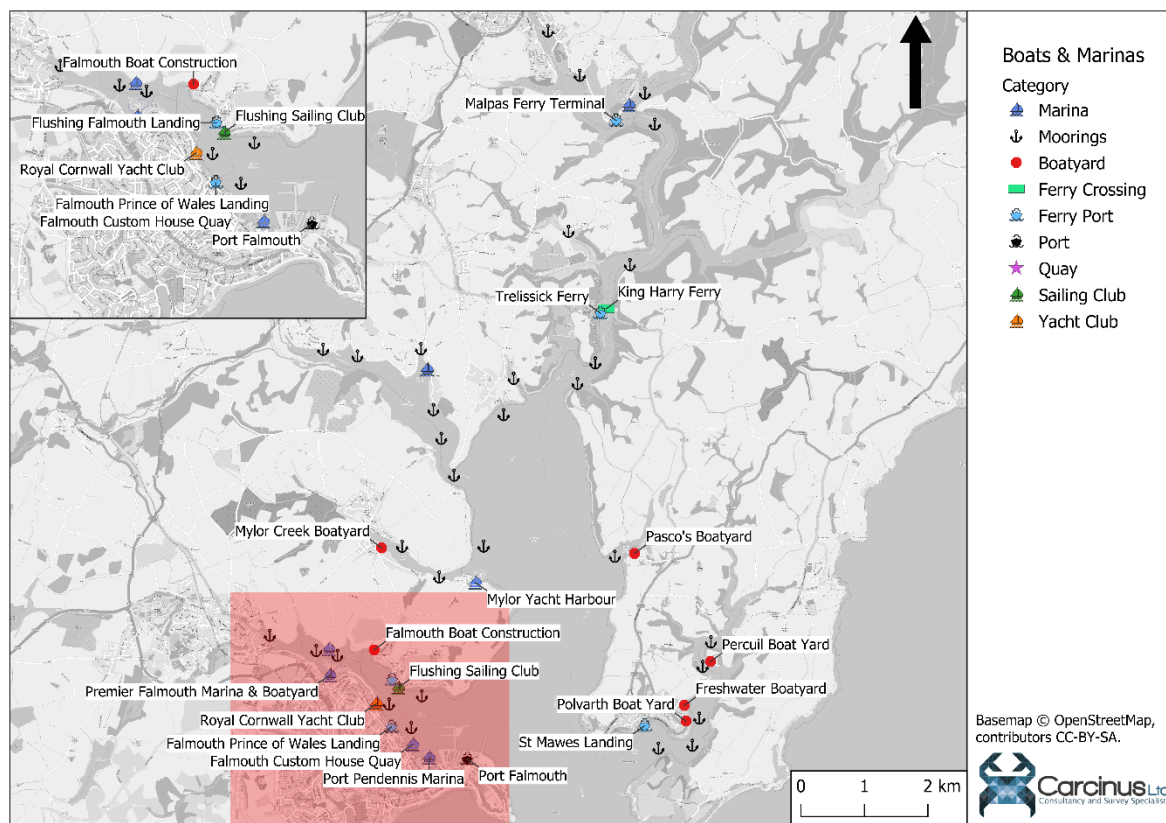 Falmouth Boat Construction
Flushing Falmouth Landing
Flushing Sailing Club
Royal Cornwall Yacht Club
Falmouth Prince of Wales Landing
Falmouth Custom House Quay
Port Falmouth
Malpas Ferry Terminal
Trelissick Ferry
King Harry Ferry
Mylor Creek Boatyard
Pasco's Boatyard
Mylor Yacht Harbour
Falmouth Boat Construction
Percuil Boat Yard
Flushing Sailing Club
Premier Falmouth Marina & Boatyard
Freshwater Boatyard
Polvarth Boat Yard
Royal Cornwall Yacht Club
St Mawes Landing
Falmouth Prince of Wales Landing
Falmouth Custom House Quay
Port Pendennis Marina
Port Falmouth
0 1 2 km
Boats & Marinas
Category
Marina
Moorings
Boatyard
Ferry Crossing
Ferry Port
Port
Quay
Sailing Club
Yacht Club
Basemap © OpenStreetMap,
contributors CC-BY-SA.
Carcinus Ltd
Consultancy and Survey Specialist